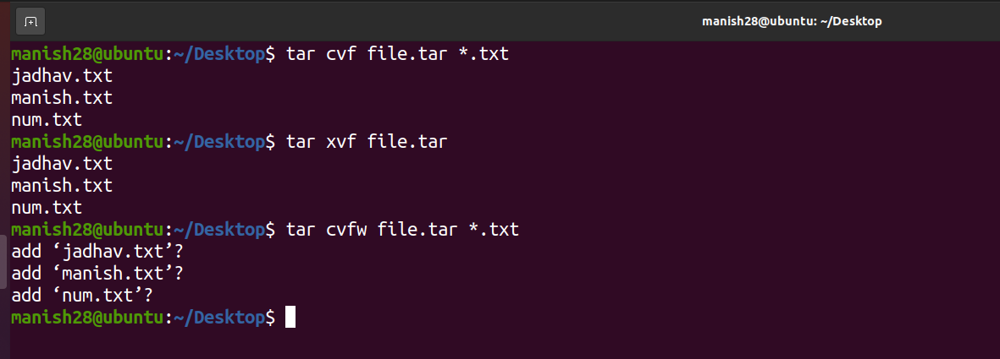 manish28@ubuntu: ~/Desktop
manish28@ubuntu:~/Desktop$ tar cvf file.tar *.txt
jadhav.txt
manish.txt
num.txt
manish28@ubuntu:~/Desktop$ tar xvf file.tar
jadhav.txt
manish.txt
num.txt
manish28@ubuntu:~/Desktop$ tar cvfw file.tar *.txt
add ‘jadhav.txt’?
add ‘manish.txt’?
add ‘num.txt’?
manish28@ubuntu:~/Desktop$